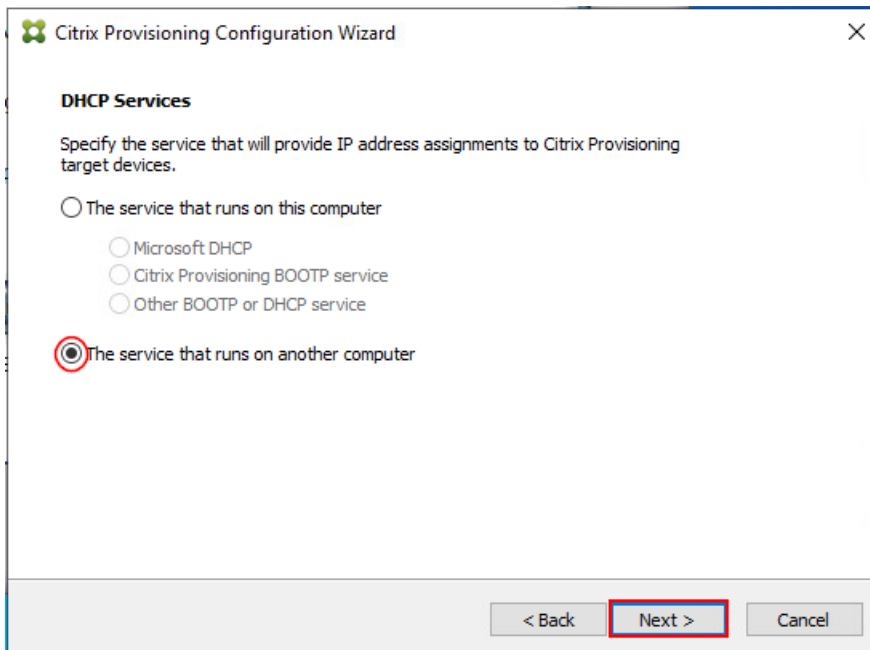 Citrix Provisioning Configuration Wizard
DHCP Services
Specify the service that will provide IP address assignments to Citrix Provisioning
target devices.
The service that runs on this computer
Microsoft DHCP
Citrix Provisioning BOOTP service
Other BOOTP or DHCP service
The service that runs on another computer
< Back
Next >
Cancel